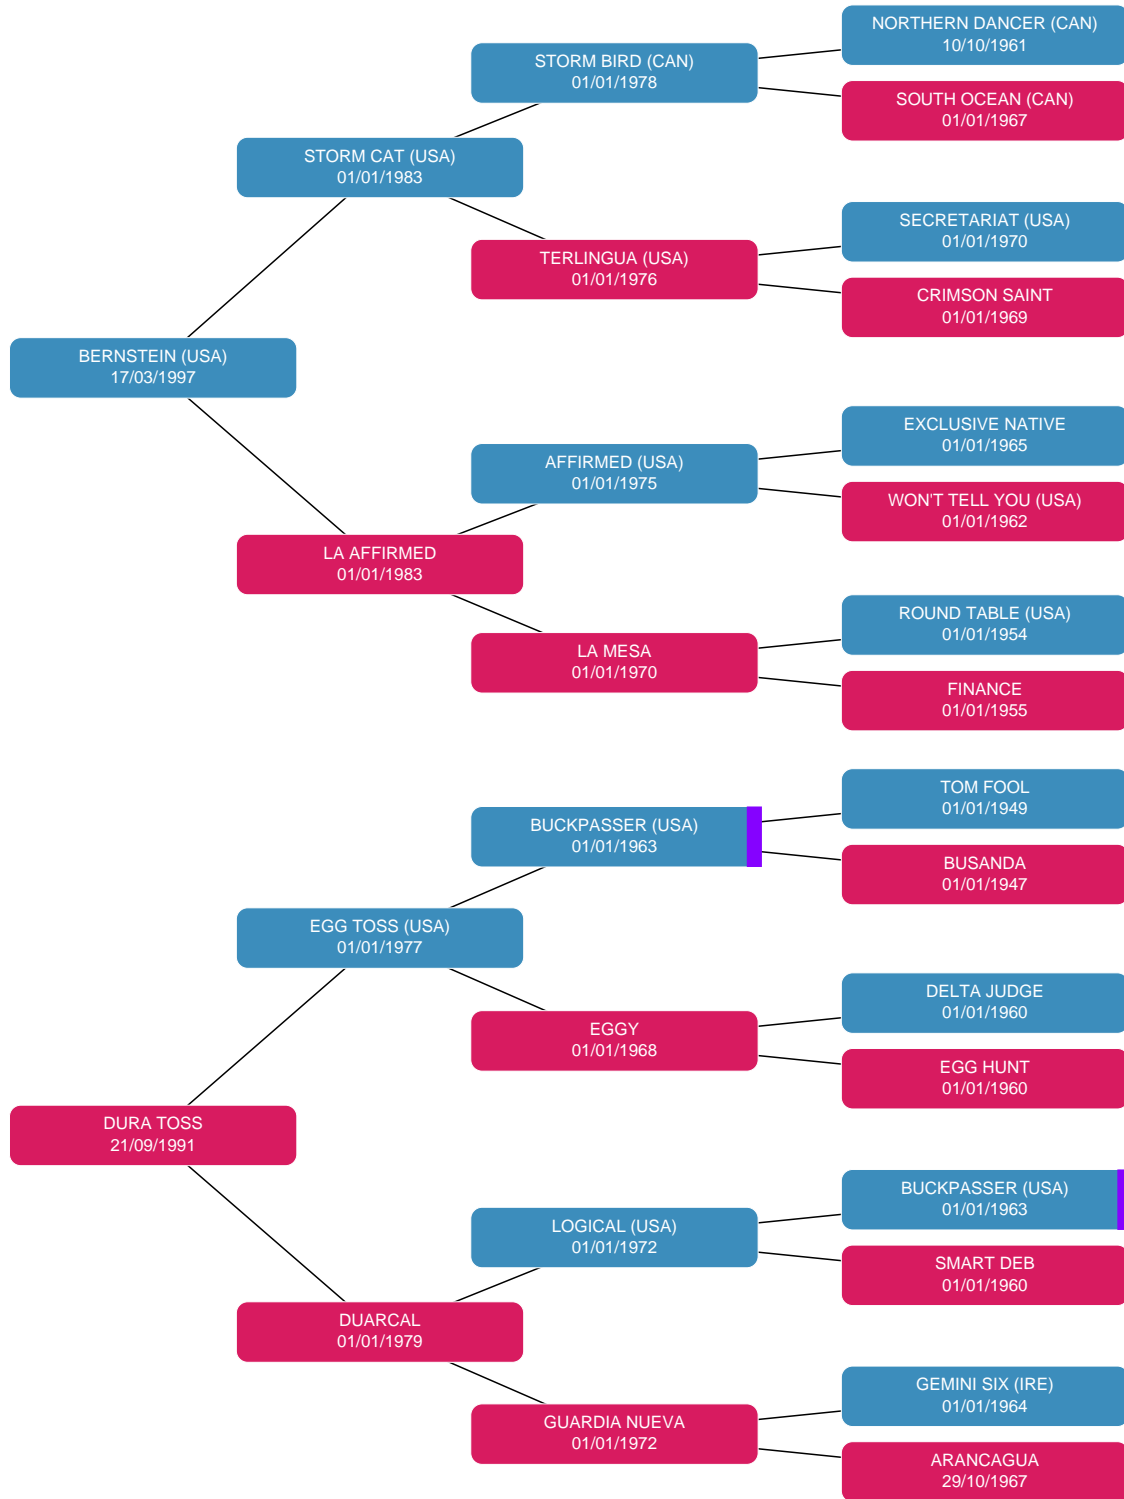 NORTHERN DANCER (CAN)
10/10/1961
STORM BIRD (CAN)
01/01/1978
SOUTH OCEAN (CAN)
01/01/1967
STORM CAT (USA)
01/01/1983
SECRETARIAT (USA)
01/01/1970
TERLINGUA (USA)
01/01/1976
CRIMSON SAINT
01/01/1969
BERNSTEIN (USA)
17/03/1997
EXCLUSIVE NATIVE
01/01/1965
AFFIRMED (USA)
01/01/1975
WON'T TELL YOU (USA)
01/01/1962
LA AFFIRMED
01/01/1983
ROUND TABLE (USA)
01/01/1954
LA MESA
01/01/1970
FINANCE
01/01/1955
TOM FOOL
01/01/1949
BUCKPASSER (USA)
01/01/1963
BUSANDA
01/01/1947
EGG TOSS (USA)
01/01/1977
DELTA JUDGE
01/01/1960
EGGY
01/01/1968
EGG HUNT
01/01/1960
DURA TOSS
21/09/1991
BUCKPASSER (USA)
01/01/1963
LOGICAL (USA)
01/01/1972
SMART DEB
01/01/1960
DUARCAL
01/01/1979
GEMINI SIX (IRE)
01/01/1964
GUARDIA NUEVA
01/01/1972
ARANCAGUA
29/10/1967